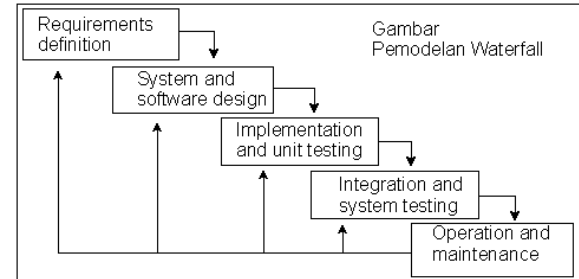 Requirements
definition
Gambar
Pemodelan Waterfall
System and
software design
Implementation
and unit testing
Integration and
system testing
Operation and
maintenance